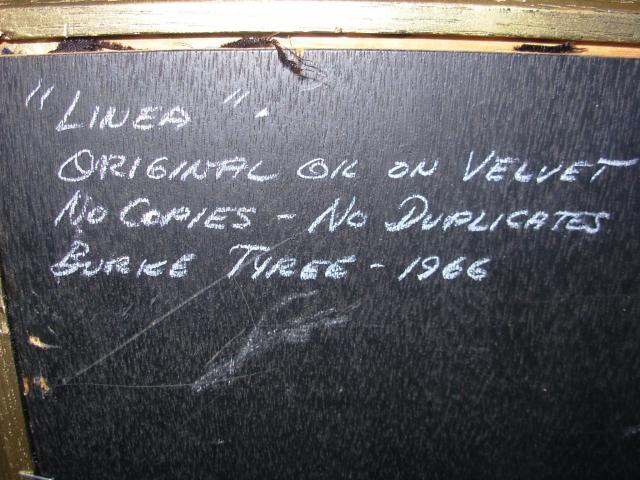 "LINEA".
ORIGINAL OIL ON VELVET
NO COPIES - NO DUPLICATES
BURKE TYREE - 1966